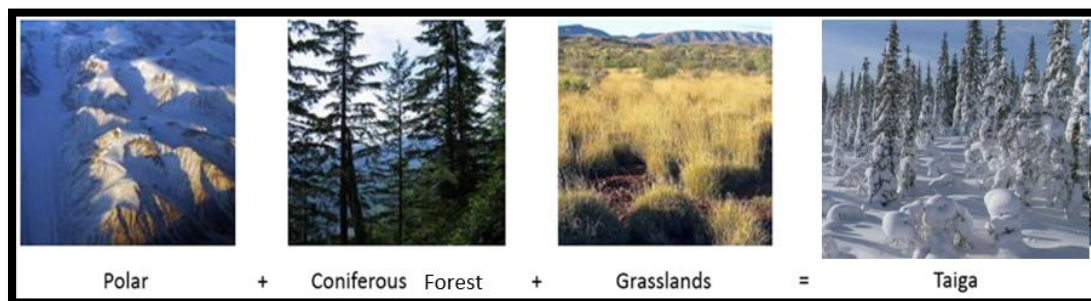 Polar + Coniferous Forest + Grasslands = Taiga